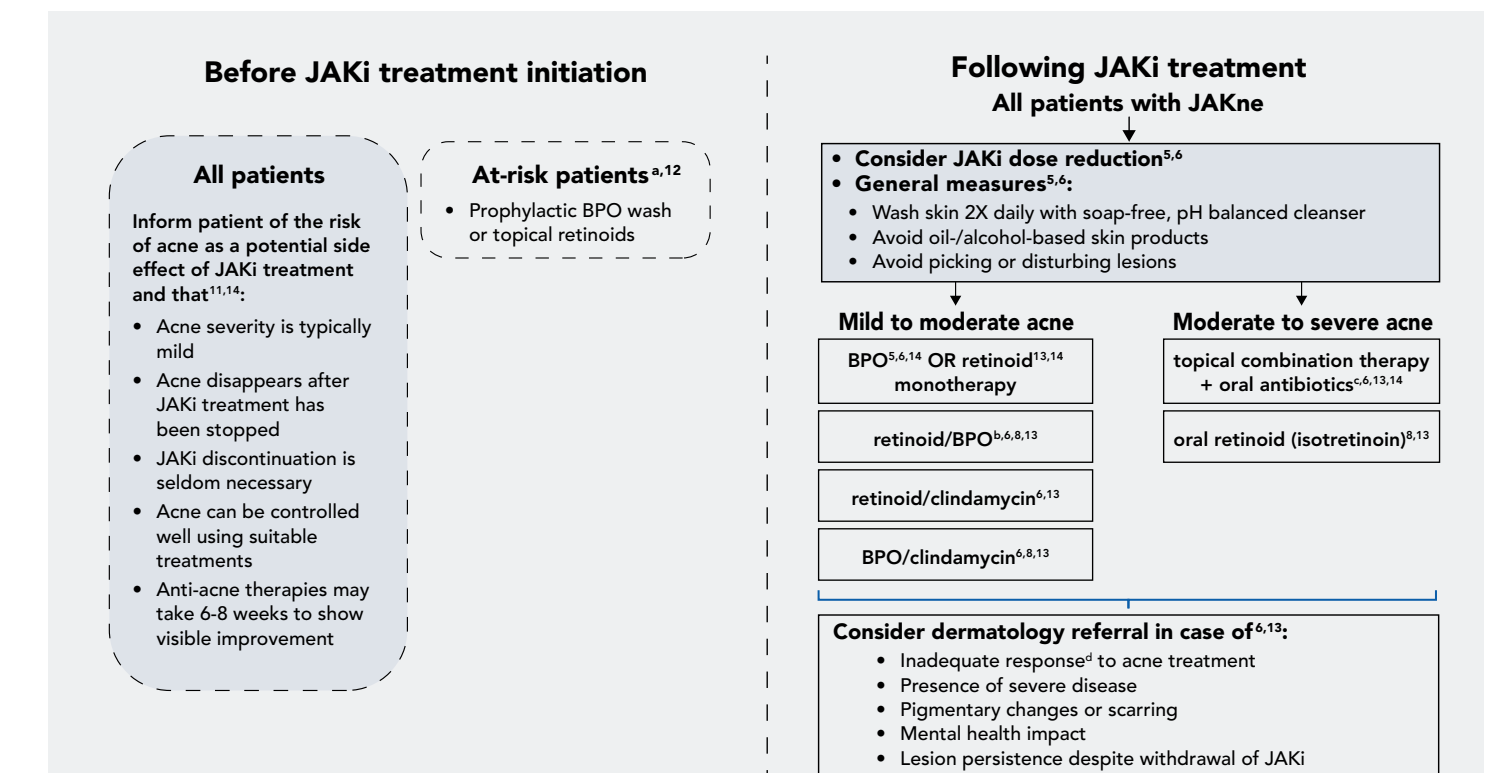 Before JAKi treatment initiation
All patients
Inform patient of the risk
of acne as a potential side
effect of JAKi treatment
and that11,14:
• Acne severity is typically
mild
• Acne disappears after
JAKi treatment has
been stopped
• JAKi discontinuation is
seldom necessary
• Acne can be controlled
well using suitable
treatments
• Anti-acne therapies may
take 6-8 weeks to show
visible improvement
At-risk patients a,12
• Prophylactic BPO wash
or topical retinoids
Following JAKi treatment
All patients with JAKne
• Consider JAKi dose reduction5,6
• General measures5,6:
• Wash skin 2X daily with soap-free, pH balanced cleanser
• Avoid oil-/alcohol-based skin products
• Avoid picking or disturbing lesions
Mild to moderate acne
BPO5,6,14 OR retinoid13,14
monotherapy
retinoid/BPOb,6,8,13
retinoid/clindamycin6,13
BPO/clindamycin6,8,13
Moderate to severe acne
topical combination therapy
+ oral antibioticsc,6,13,14
oral retinoid (isotretinoin)8,13
Consider dermatology referral in case of6,13:
• Inadequate responsed to acne treatment
• Presence of severe disease
• Pigmentary changes or scarring
• Mental health impact
• Lesion persistence despite withdrawal of JAKi